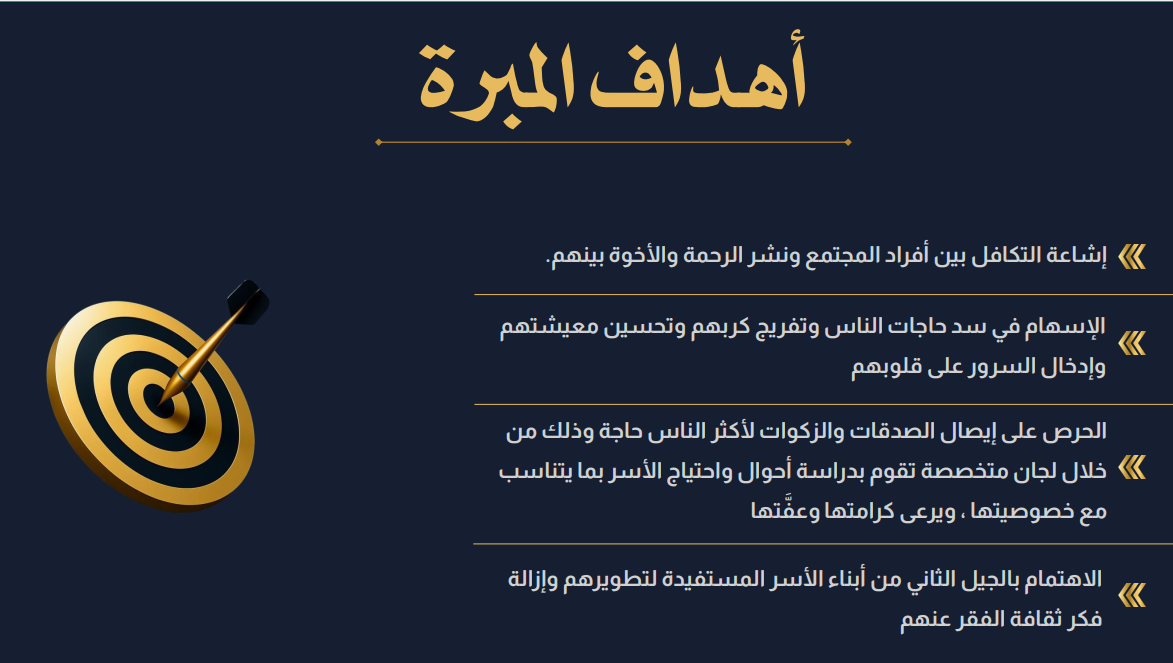 أهداف المبرة
إشاعة التكافل بين أفراد المجتمع ونشر الرحمة والأخوة بينهم.
الإسهام في سد حاجات الناس وتفريج كربهم وتحسين معيشتهم
وإدخال السرور على قلوبهم
الحرص على إيصال الصدقات والزكوات لأكثر الناس حاجة وذلك من
خلال لجان متخصصة تقوم بدراسة أحوال واحتياج الأسر بما يتناسب
مع خصوصيتها ، ويرعى كرامتها وعفَّتها
الاهتمام بالجيل الثاني من أبناء الأسر المستفيدة لتطويرهم وإزالة
فكر ثقافة الفقر عنهم